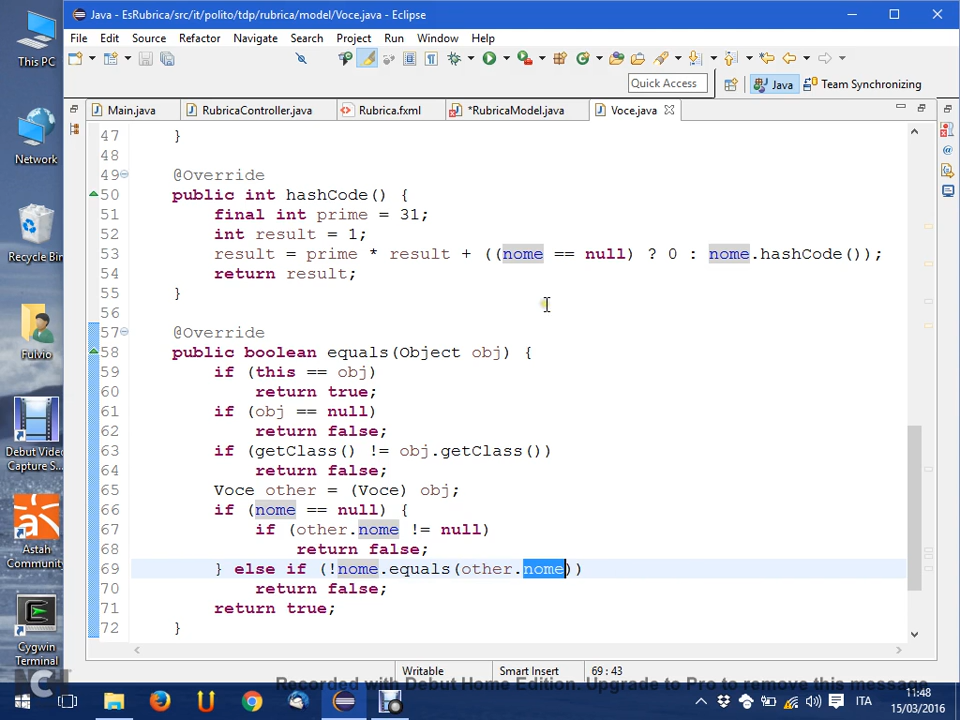 Java - EsRubrica/src/it/polito/tdp/rubrica/model/Voce.java - Eclipse
File Edit Source Refactor Navigate Search Project Run Window Help
Quick Access
Java
Team Synchronizing
Main.java
RubricaController.java
Rubrica.fxml
*RubricaModel.java
Voce.java
47 }
48
49 @Override
50 public int hashCode() {
51 final int prime = 31;
52 int result = 1;
53 result = prime * result + ((nome == null) ? 0 : nome.hashCode());
54 return result;
55 }
56
57 @Override
58 public boolean equals(Object obj) {
59 if (this == obj)
60 return true;
61 if (obj == null)
62 return false;
63 if (getClass() != obj.getClass())
64 return false;
65 Voce other = (Voce) obj;
66 if (nome == null) {
67 if (other.nome != null)
68 return false;
69 } else if (!nome.equals(other.nome))
70 return false;
71 return true;
72 }
Writable
Smart Insert
69 : 43
This PC
Network
Recycle Bin
Fulvio
Debut Video
Capture S...
Astah
Community
Cygwin
Terminal
Recorded with Debut Home Edition. Upgrade to Pro to remove this message
ITA
11:48
15/03/2016